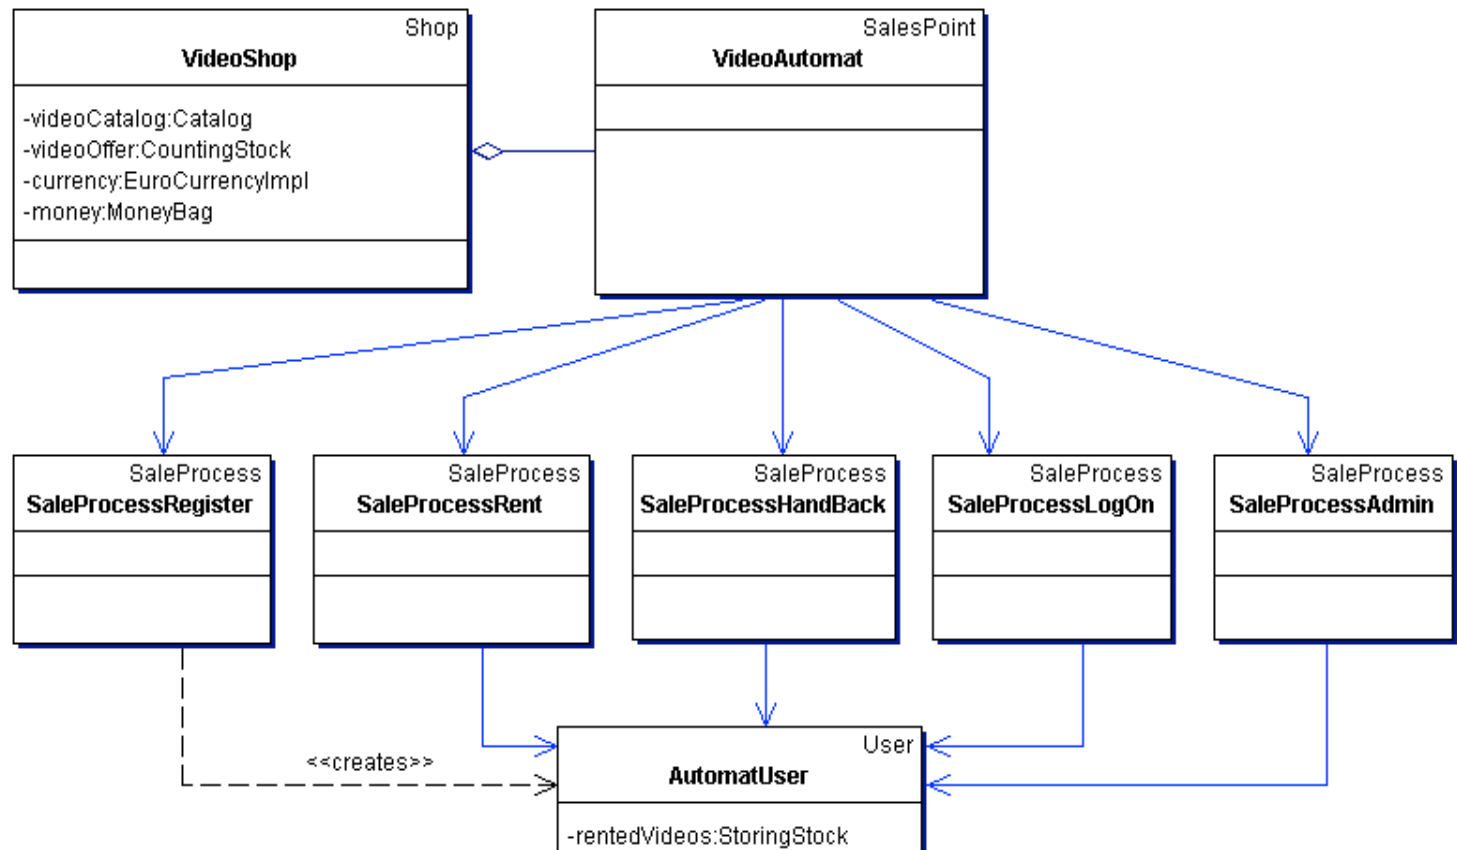 Shop
VideoShop
-videoCatalog:Catalog
-videoOffer:CountingStock
-currency:EuroCurrencyImpl
-money:MoneyBag
SalesPoint
VideoAutomat
SaleProcess
SaleProcessRegister
SaleProcess
SaleProcessRent
SaleProcess
SaleProcessHandBack
SaleProcess
SaleProcessLogOn
SaleProcess
SaleProcessAdmin
<<creates>>
User
AutomatUser
-rentedVideos:StoringStock